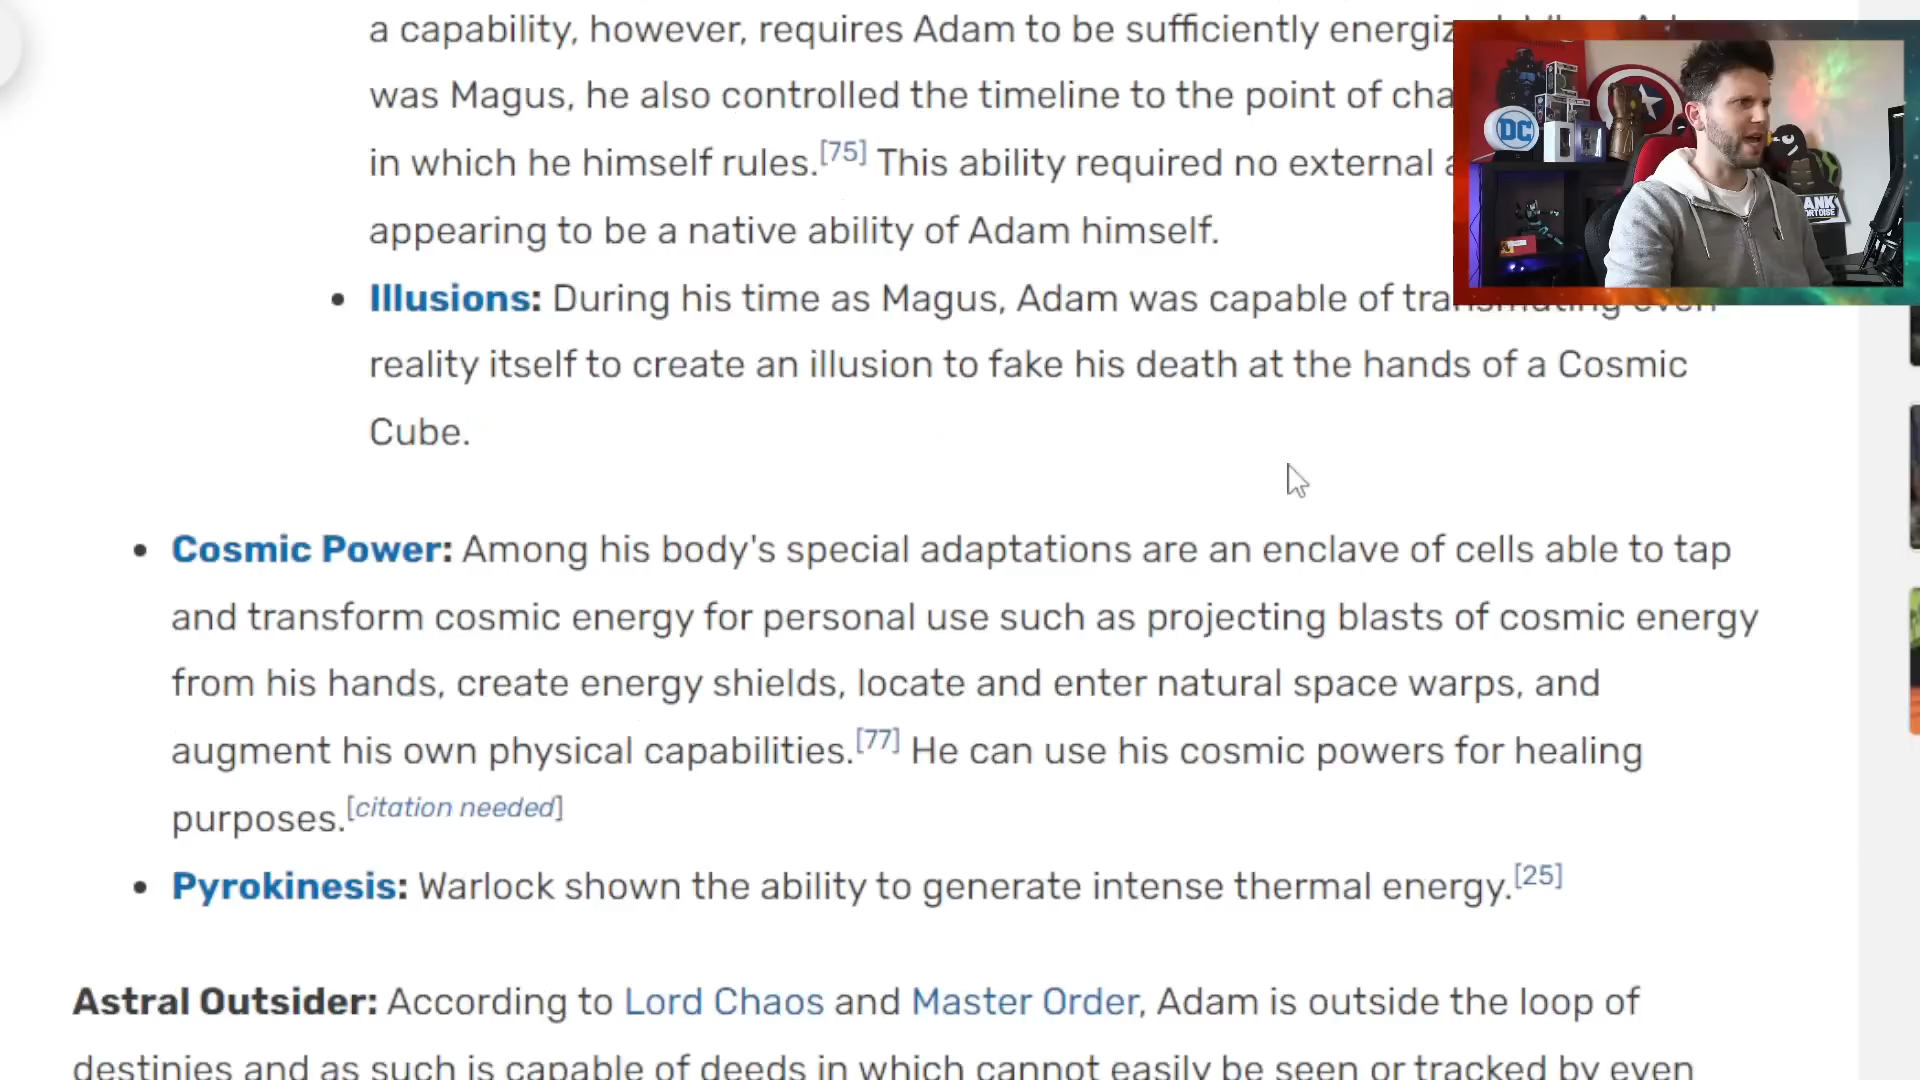 a capability, however, requires Adam to be sufficiently
was Magus, he also controlled the timeline to the point of
in which he himself rules.[75] This ability required no external
appearing to be a native ability of Adam himself.
• Illusions: During his time as Magus, Adam was capable of transmuting even
reality itself to create an illusion to fake his death at the hands of a Cosmic
Cube.
• Cosmic Power: Among his body's special adaptations are an enclave of cells able to tap
and transform cosmic energy for personal use such as projecting blasts of cosmic energy
from his hands, create energy shields, locate and enter natural space warps, and
augment his own physical capabilities.[77] He can use his cosmic powers for healing
purposes.[citation needed]
• Pyrokinesis: Warlock shown the ability to generate intense thermal energy.[25]
Astral Outsider: According to Lord Chaos and Master Order, Adam is outside the loop of
destinies and as such is capable of deeds in which cannot easily be seen or tracked by even
DC
ANK
ORTOISE